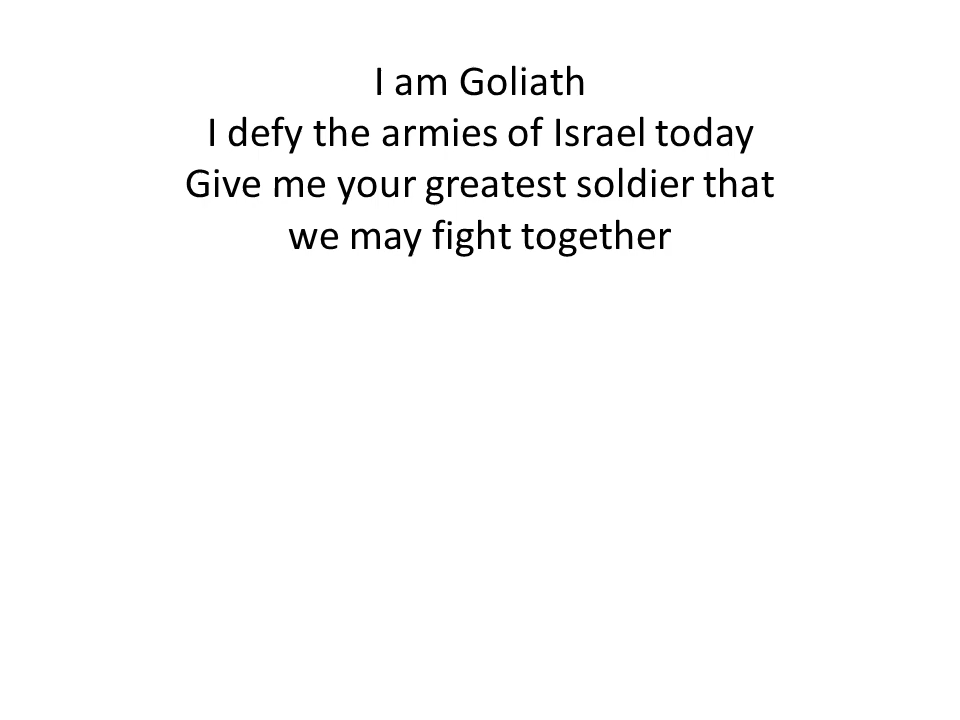 I am Goliath
I defy the armies of Israel today
Give me your greatest soldier that
we may fight together